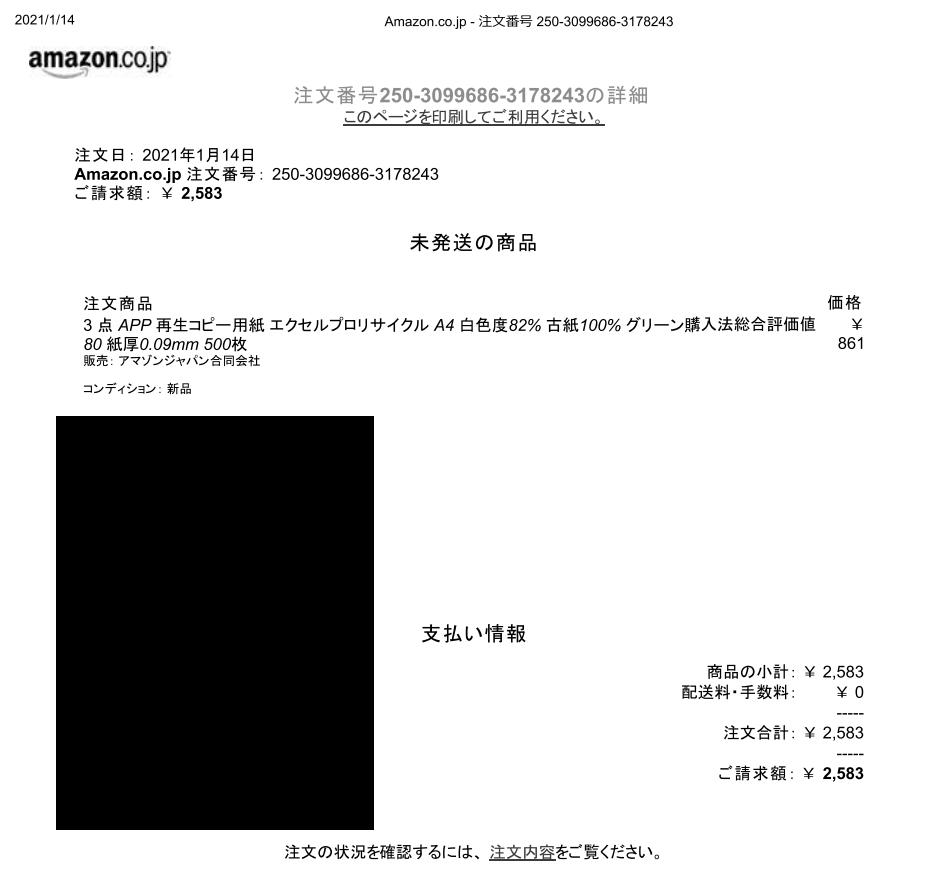 2021/1/14
Amazon.co.jp - 注文番号 250-3099686-3178243
amazon.co.jp
注文番号250-3099686-3178243の詳細
このページを印刷してご利用ください。
注文日： 2021年1月14日
Amazon.co.jp 注文番号： 250-3099686-3178243
ご請求額： ￥ 2,583
未発送の商品
注文商品 価格
3 点 APP 再生コピー用紙 エクセルプロリサイクル A4 白色度82% 古紙100% グリーン購入法総合評価値 ￥
80 紙厚0.09mm 500枚 861
販売： アマゾンジャパン合同会社
コンディション： 新品
支払い情報
商品の小計： ￥ 2,583
配送料・手数料： ￥ 0
-----
注文合計： ￥ 2,583
-----
ご請求額： ￥ 2,583
注文の状況を確認するには、注文内容をご覧ください。